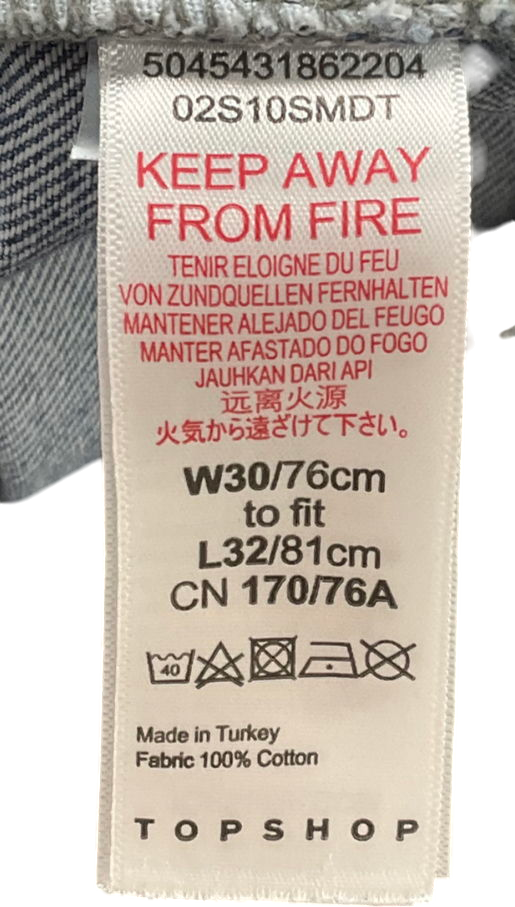 5045431862204
02S10SMDT
KEEP AWAY
FROM FIRE
TENIR ELOIGNE DU FEU
VON ZUNDQUELLEN FERNHALTEN
MANTENER ALEJADO DEL FEUGO
MANTER AFASTADO DO FOGO
JAUHKAN DARI API
远离火源
火気から遠ざけて下さい。
W30/76cm
to fit
L32/81cm
CN 170/76A
40
Made in Turkey
Fabric 100% Cotton
TOPSHOP